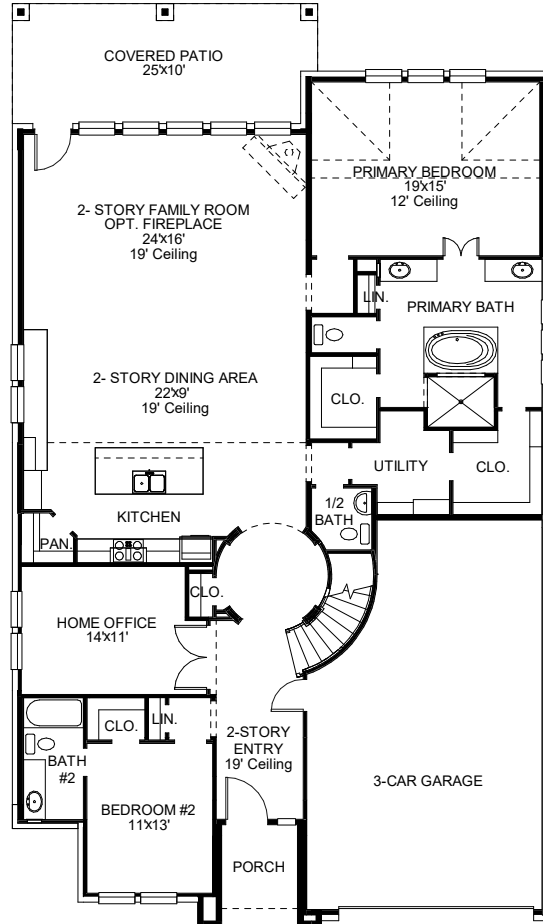 COVERED PATIO
25'x10'
PRIMARY BEDROOM
19'x15'
12' Ceiling
2- STORY FAMILY ROOM
OPT. FIREPLACE
24'x16'
19' Ceiling
LIN.
PRIMARY BATH
2- STORY DINING AREA
22'x9'
19' Ceiling
CLO.
UTILITY
CLO.
1/2
BATH
KITCHEN
PAN.
CLO.
HOME OFFICE
14'x11'
CLO.
LIN.
2-STORY
ENTRY
19' Ceiling
BATH
#2
3-CAR GARAGE
BEDROOM #2
11'x13'
PORCH